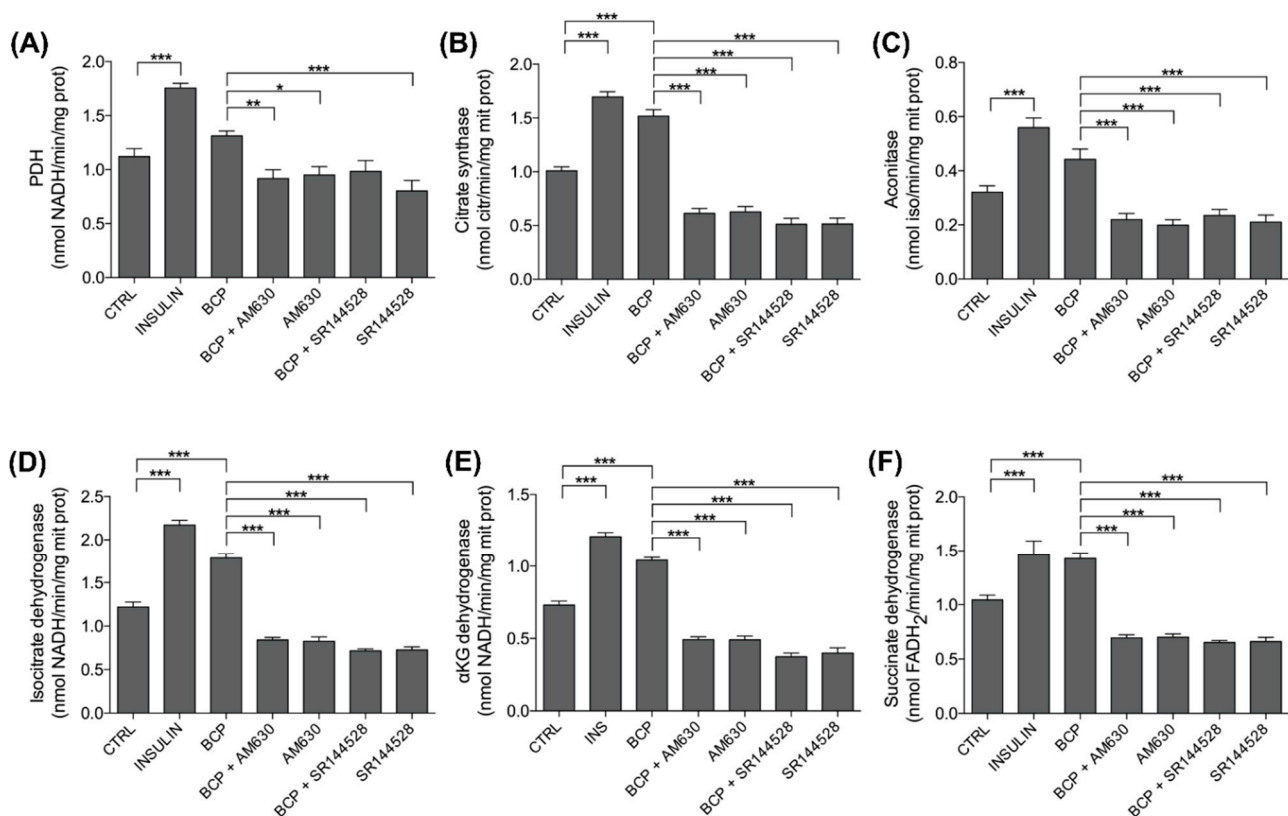 (A)
***
***
*
**
2.0
1.5
1.0
0.5
0.0
PDH
(nmol NADH/min/mg prot)
CTRL
INSULIN
BCP
BCP + AM630
AM630
BCP + SR144528
SR144528
(B)
***
***
***
***
***
***
2.0
1.5
1.0
0.5
0.0
Citrate synthase
(nmol citr/min/mg mit prot)
CTRL
INSULIN
BCP
BCP + AM630
AM630
BCP + SR144528
SR144528
(C)
***
***
***
***
***
0.8
0.6
0.4
0.2
0.0
Aconitase
(nmol iso/min/mg mit prot)
CTRL
INSULIN
BCP
BCP + AM630
AM630
BCP + SR144528
SR144528
(D)
***
***
***
***
***
***
2.5
2.0
1.5
1.0
0.5
0.0
Isocitrate dehydrogenase
(nmol NADH/min/mg mit prot)
CTRL
INSULIN
BCP
BCP + AM630
AM630
BCP + SR144528
SR144528
(E)
***
***
***
***
***
***
1.5
1.0
0.5
0.0
αKG dehydrogenase
(nmol NADH/min/mg mit prot)
CTRL
INS
BCP
BCP + AM630
AM630
BCP + SR144528
SR144528
(F)
***
***
***
***
***
***
2.0
1.5
1.0
0.5
0.0
Succinate dehydrogenase
(nmol FADH2/min/mg mit prot)
CTRL
INSULIN
BCP
BCP + AM630
AM630
BCP + SR144528
SR144528